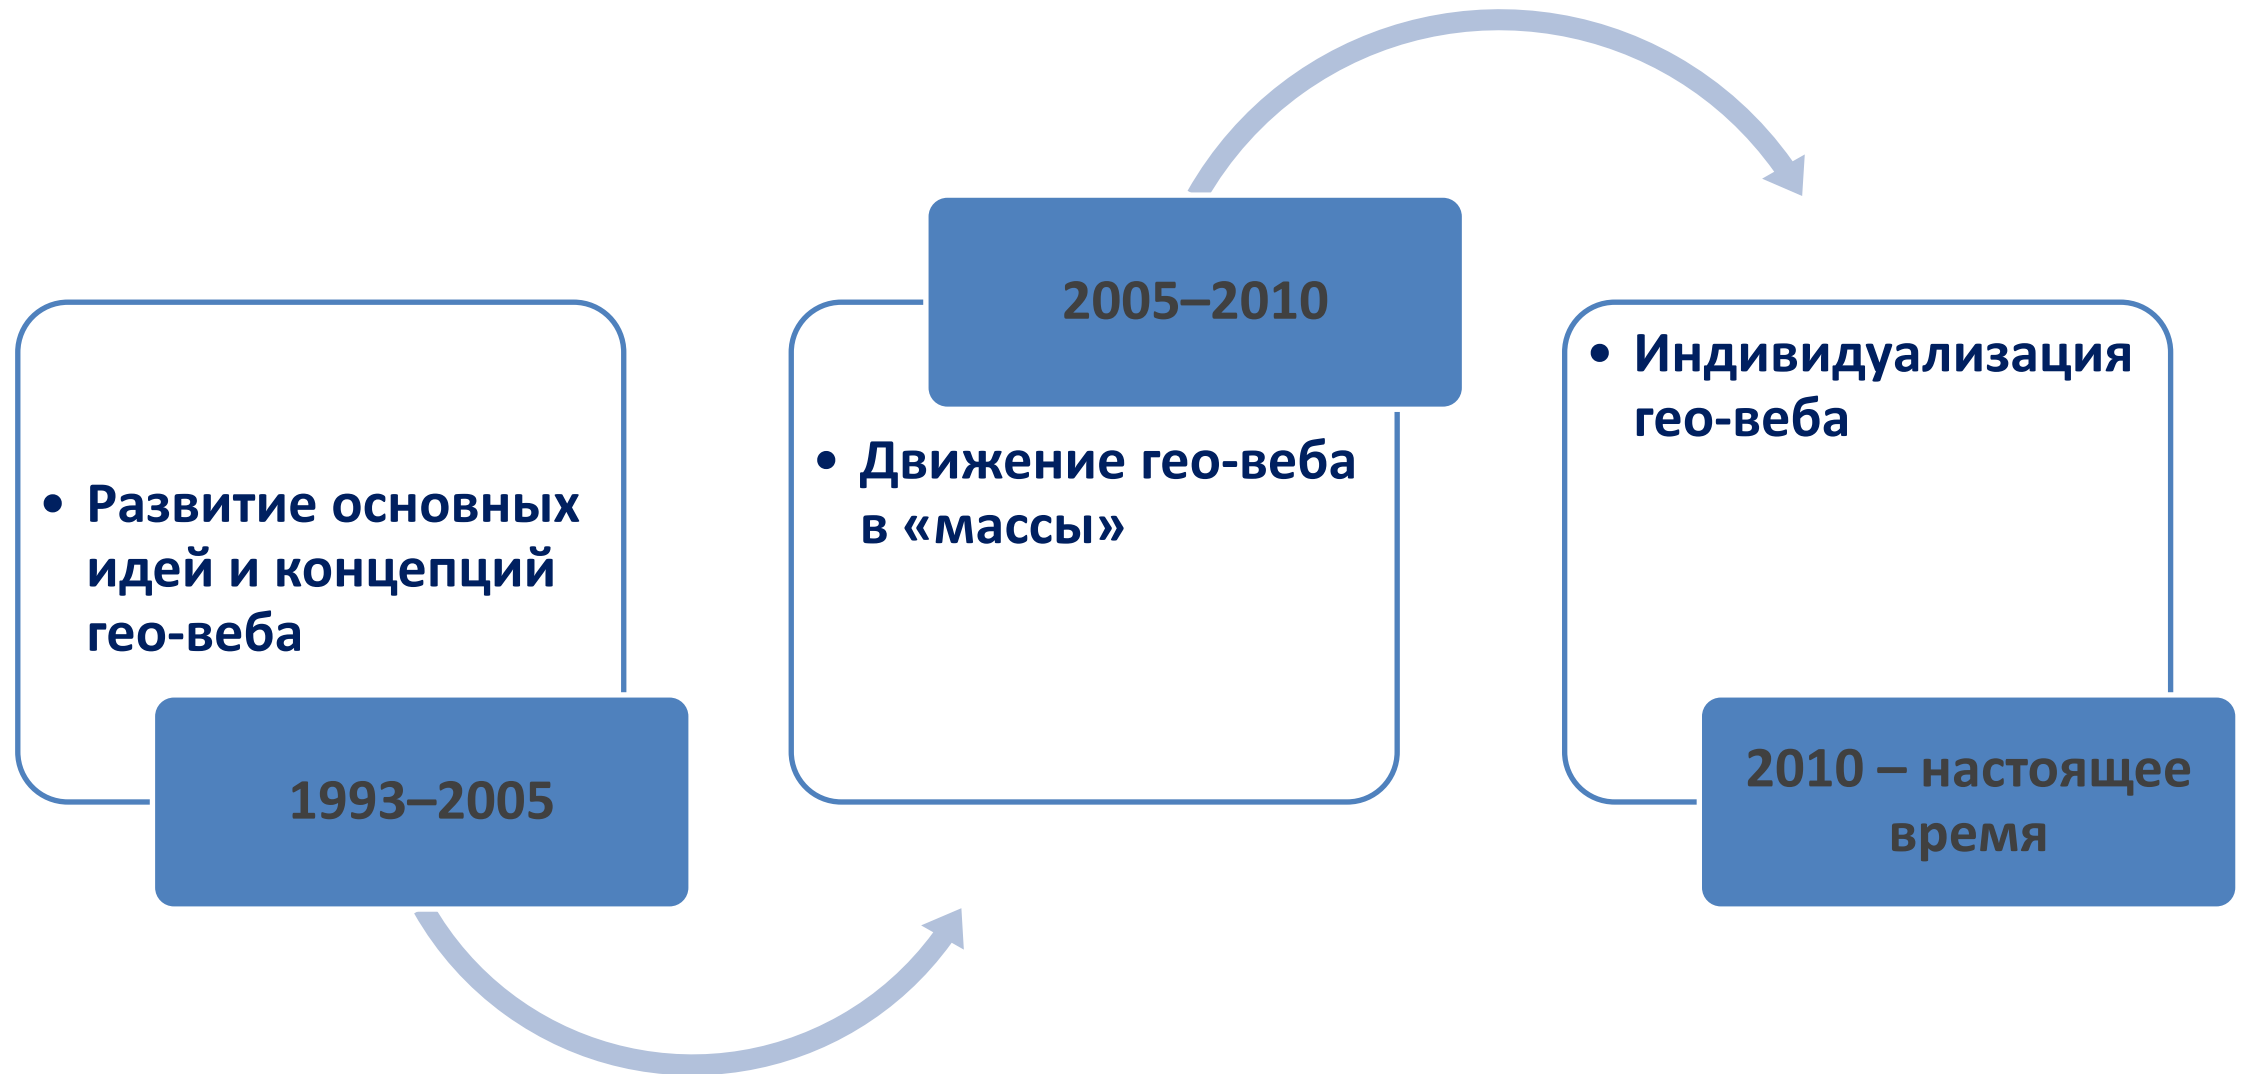 • Развитие основных
идей и концепций
гео-веба
1993–2005
2005–2010
• Движение гео-веба
в «массы»
• Индивидуализация
гео-веба
2010 – настоящее
время